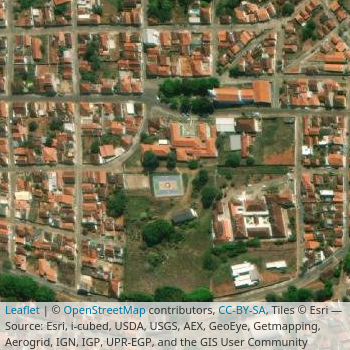 Leaflet | © OpenStreetMap contributors, CC-BY-SA, Tiles © Esri —
Source: Esri, i-cubed, USDA, USGS, AEX, GeoEye, Getmapping,
Aerogrid, IGN, IGP, UPR-EGP, and the GIS User Community